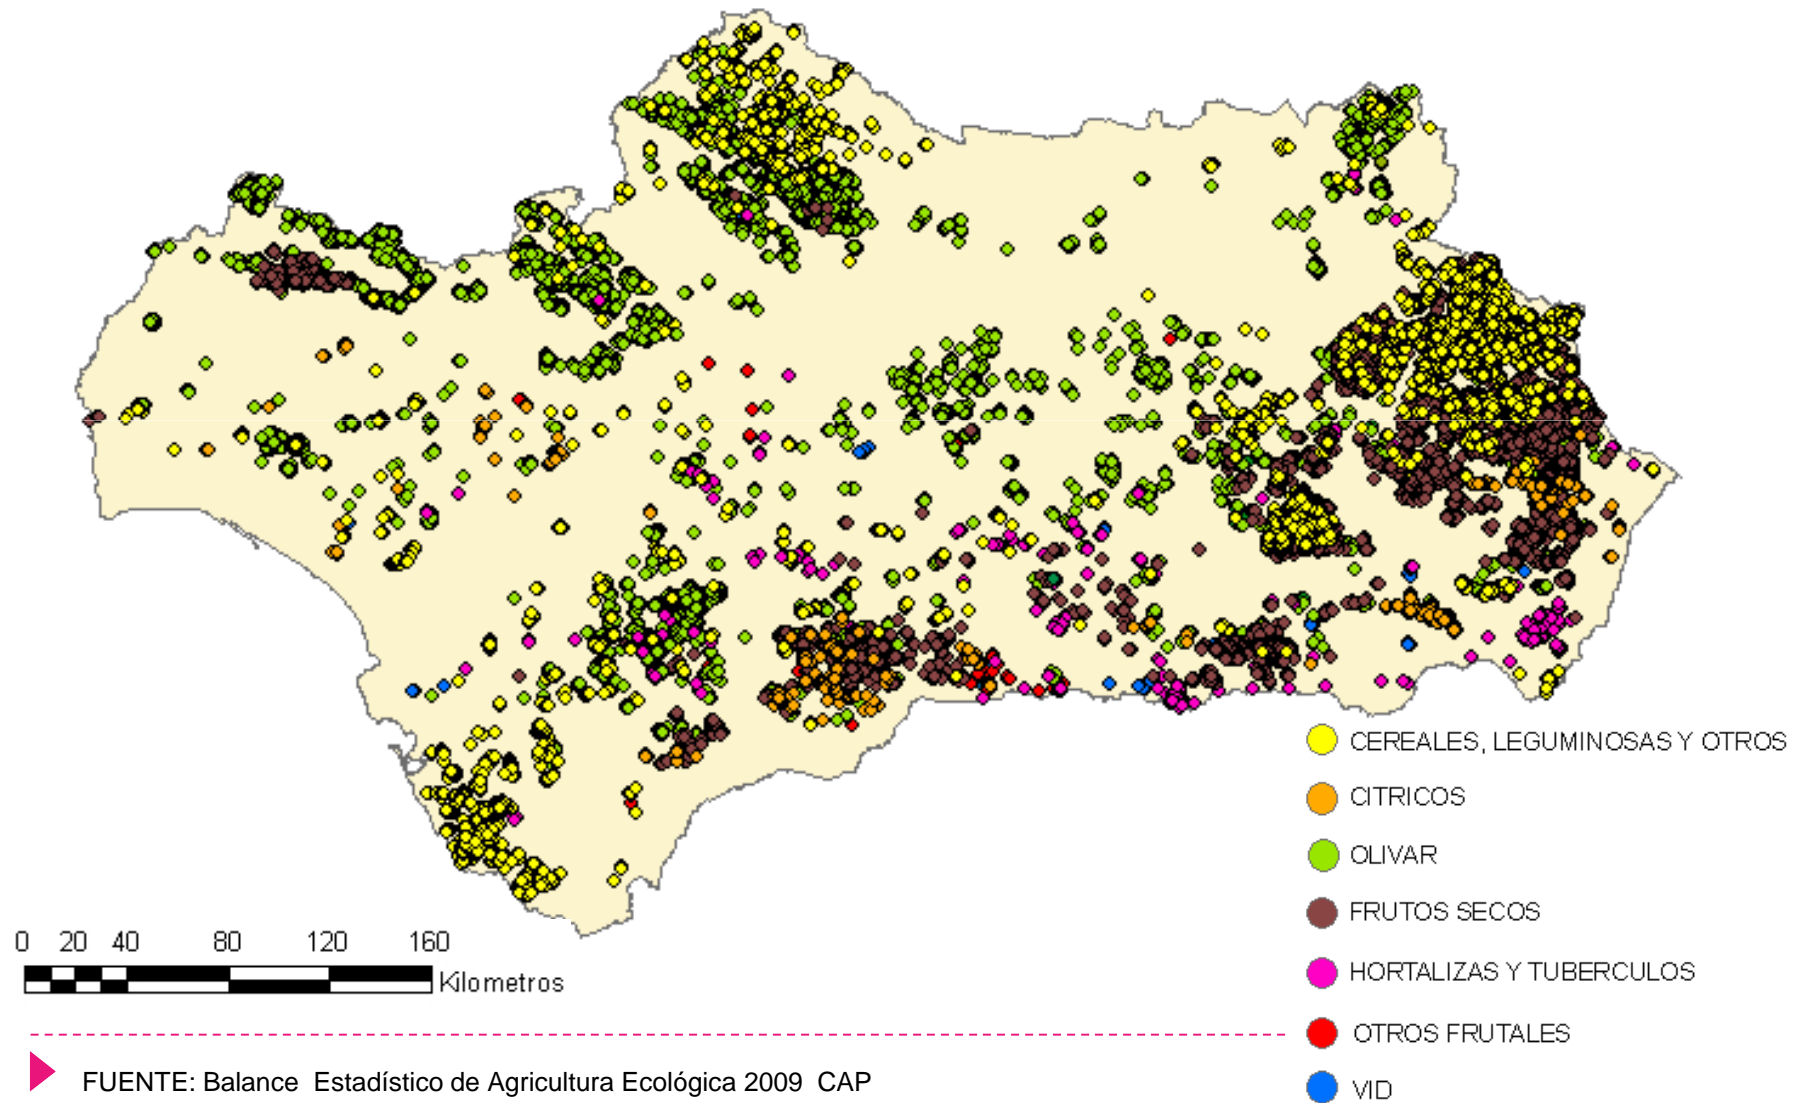 CEREALES, LEGUMINOSAS Y OTROS
CITRICOS
OLIVAR
FRUTOS SECOS
HORTALIZAS Y TUBERCULOS
OTROS FRUTALES
VID
0 20 40 80 120 160
Kilometros
FUENTE: Balance Estadístico de Agricultura Ecológica 2009 CAP